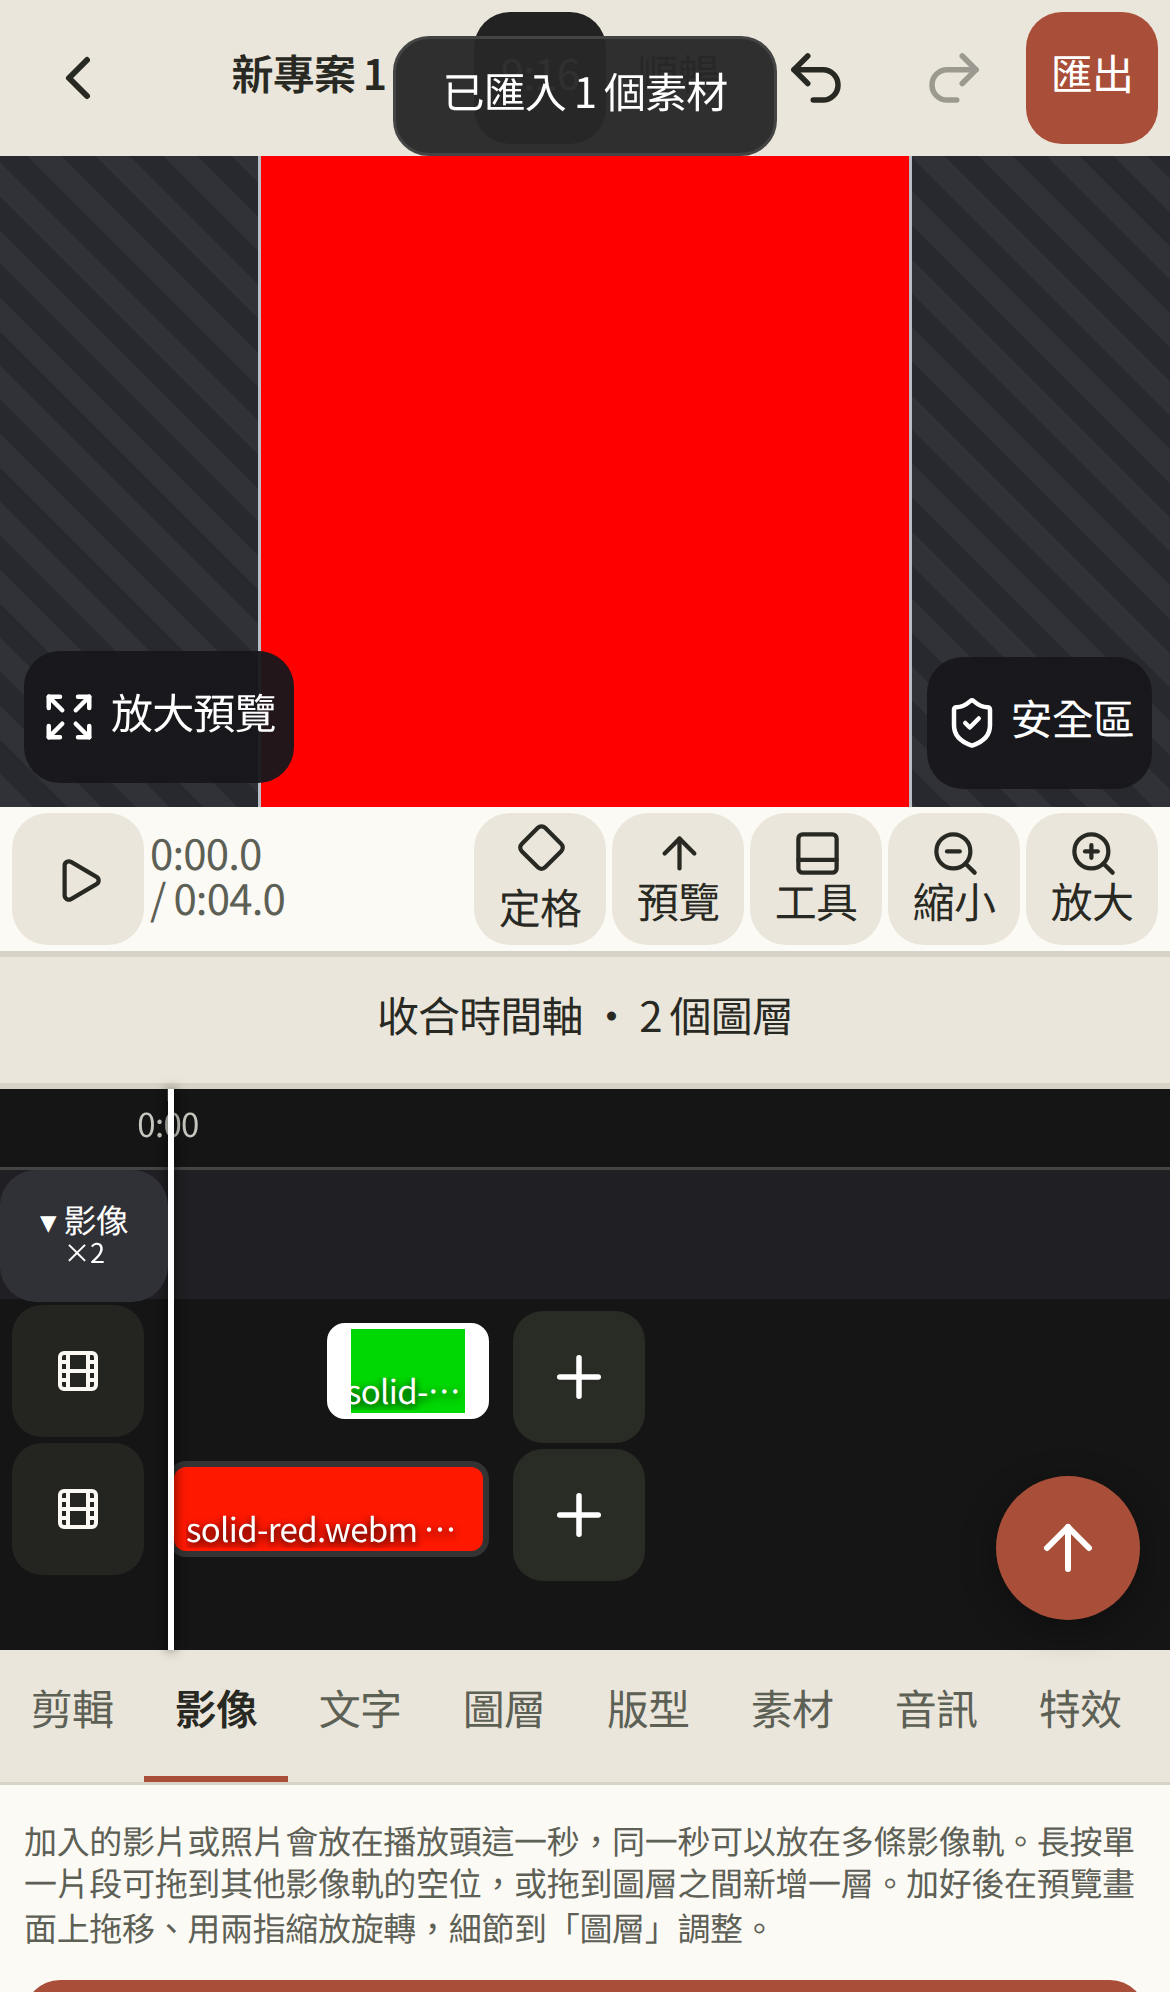 新專案 1
9:16
順暢
匯出
已匯入 1 個素材
放大預覽
安全區
0:00.0
/ 0:04.0
定格
預覽
工具
縮小
放大
收合時間軸 · 2 個圖層
0:00
▾ 影像
×2
solid-…
solid-red.webm …
剪輯
影像
文字
圖層
版型
素材
音訊
特效
加入的影片或照片會放在播放頭這一秒，同一秒可以放在多條影像軌。長按單
一片段可拖到其他影像軌的空位，或拖到圖層之間新增一層。加好後在預覽畫
面上拖移、用兩指縮放旋轉，細節到「圖層」調整。